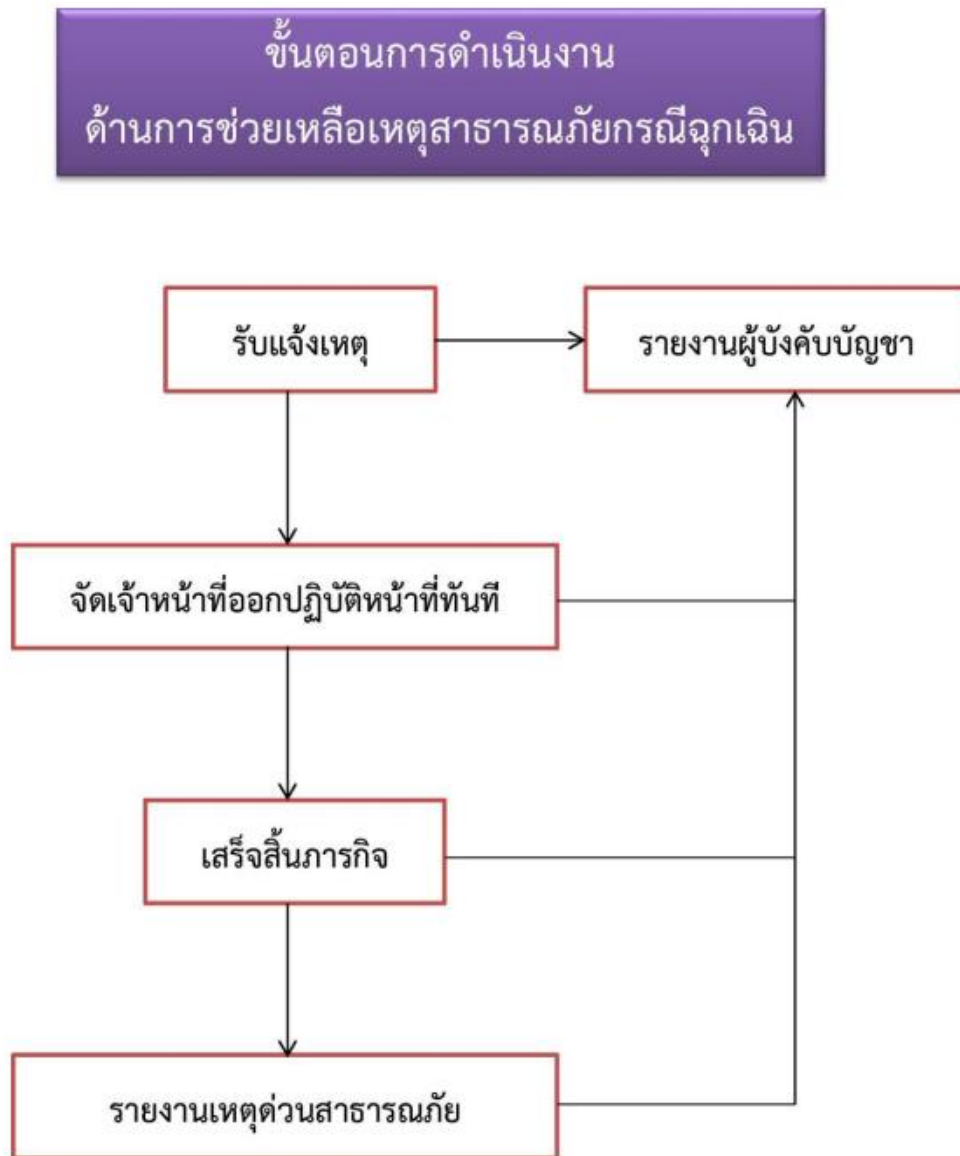 ขั้นตอนการดำเนินงาน
ด้านการช่วยเหลือเหตุสาธารณภัยกรณีฉุกเฉิน
รับแจ้งเหตุ
รายงานผู้บังคับบัญชา
จัดเจ้าหน้าที่ออกปฏิบัติหน้าที่ทันที
เสร็จสิ้นภารกิจ
รายงานเหตุด่วนสาธารณภัย